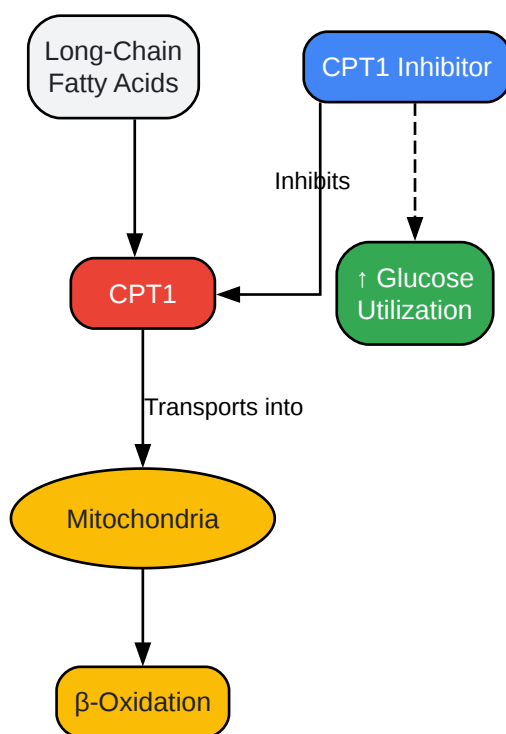 Long-Chain
Fatty Acids
CPT1 Inhibitor
Inhibits
CPT1
↑ Glucose
Utilization
Transports into
Mitochondria
β-Oxidation